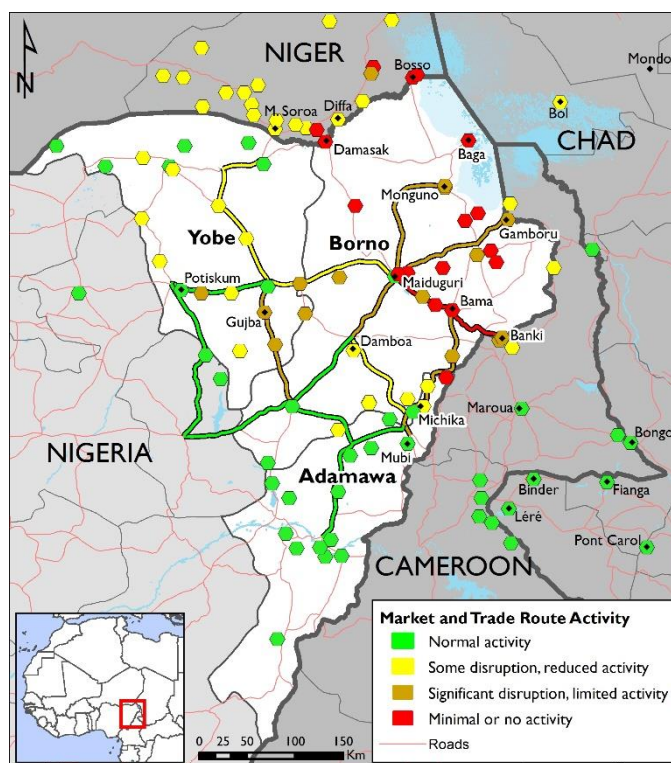 NIGER
Mondo
Bosso
M. Soroa
Diffa
Bol
N
CHAD
Damasak
Baga
Monguno
Yobe
Borno
Gamboru
Potiskum
Maiduguri
Bama
Gujba
Banki
Damboa
Maroua
Michika
NIGERIA
Mubi
Bongo
Adamawa
Binder
Fianga
Léré
Pont Carol
CAMEROON
Market and Trade Route Activity
Normal activity
Some disruption, reduced activity
Significant disruption, limited activity
Minimal or no activity
Roads
0 25 50 100 150
Km